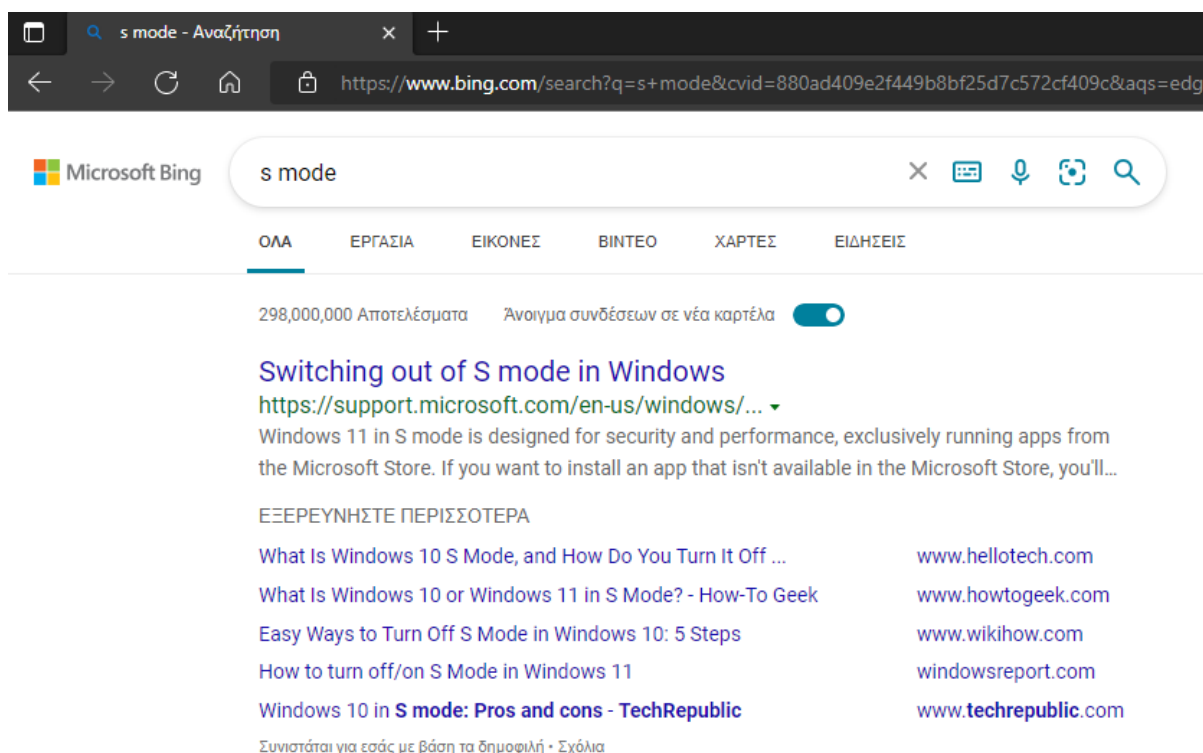 s mode - Αναζήτηση
https://www.bing.com/search?q=s+mode&cvid=880ad409e2f449b8bf25d7c572cf409c&aqs=edg
Microsoft Bing
s mode
ΟΛΑ ΕΡΓΑΣΙΑ ΕΙΚΟΝΕΣ ΒΙΝΤΕΟ ΧΑΡΤΕΣ ΕΙΔΗΣΕΙΣ
298,000,000 Αποτελέσματα Άνοιγμα συνδέσεων σε νέα καρτέλα
Switching out of S mode in Windows
https://support.microsoft.com/en-us/windows/...
Windows 11 in S mode is designed for security and performance, exclusively running apps from
the Microsoft Store. If you want to install an app that isn't available in the Microsoft Store, you'll...
ΕΞΕΡΕΥΝΗΣΤΕ ΠΕΡΙΣΣΟΤΕΡΑ
What Is Windows 10 S Mode, and How Do You Turn It Off ... www.hellotech.com
What Is Windows 10 or Windows 11 in S Mode? - How-To Geek www.howtogeek.com
Easy Ways to Turn Off S Mode in Windows 10: 5 Steps www.wikihow.com
How to turn off/on S Mode in Windows 11 windowsreport.com
Windows 10 in S mode: Pros and cons - TechRepublic www.techrepublic.com
Συνιστάται για εσάς με βάση τα δημοφιλή • Σχόλια